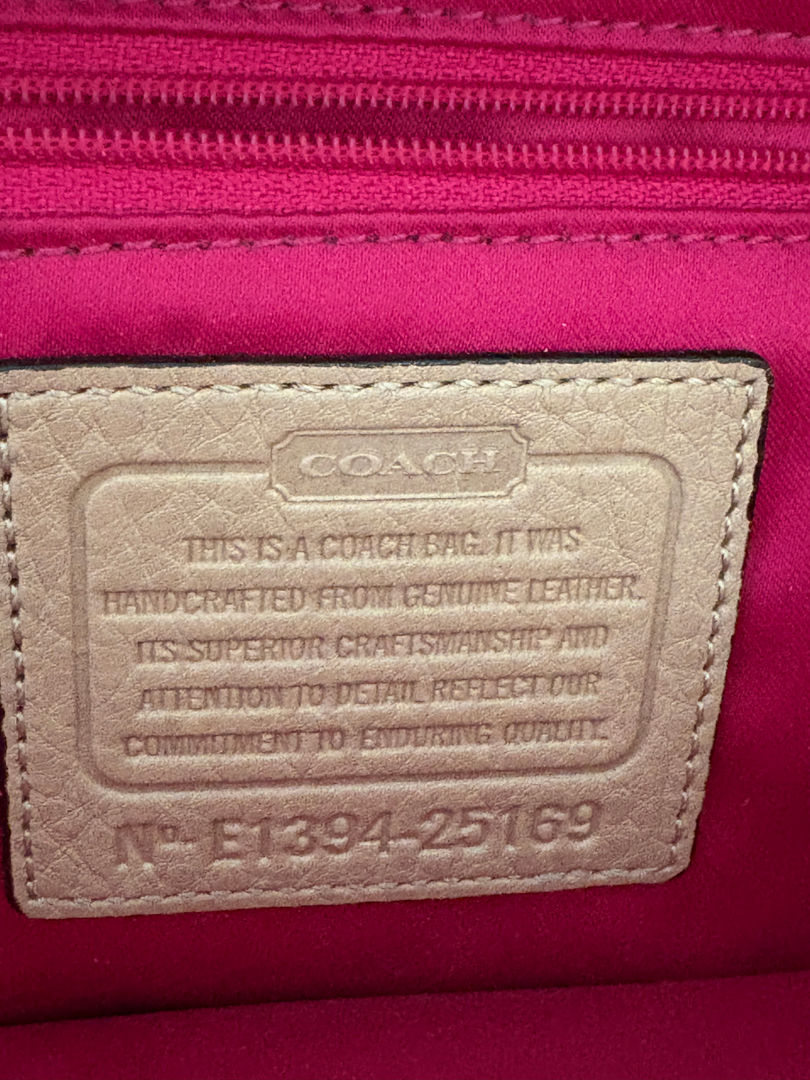 COACH
THIS IS A COACH BAG. IT WAS
HANDCRAFTED FROM GENUINE LEATHER.
ITS SUPERIOR CRAFTSMANSHIP AND
ATTENTION TO DETAIL REFLECT OUR
COMMITMENT TO ENDURING QUALITY.
Nº- E1394-25169